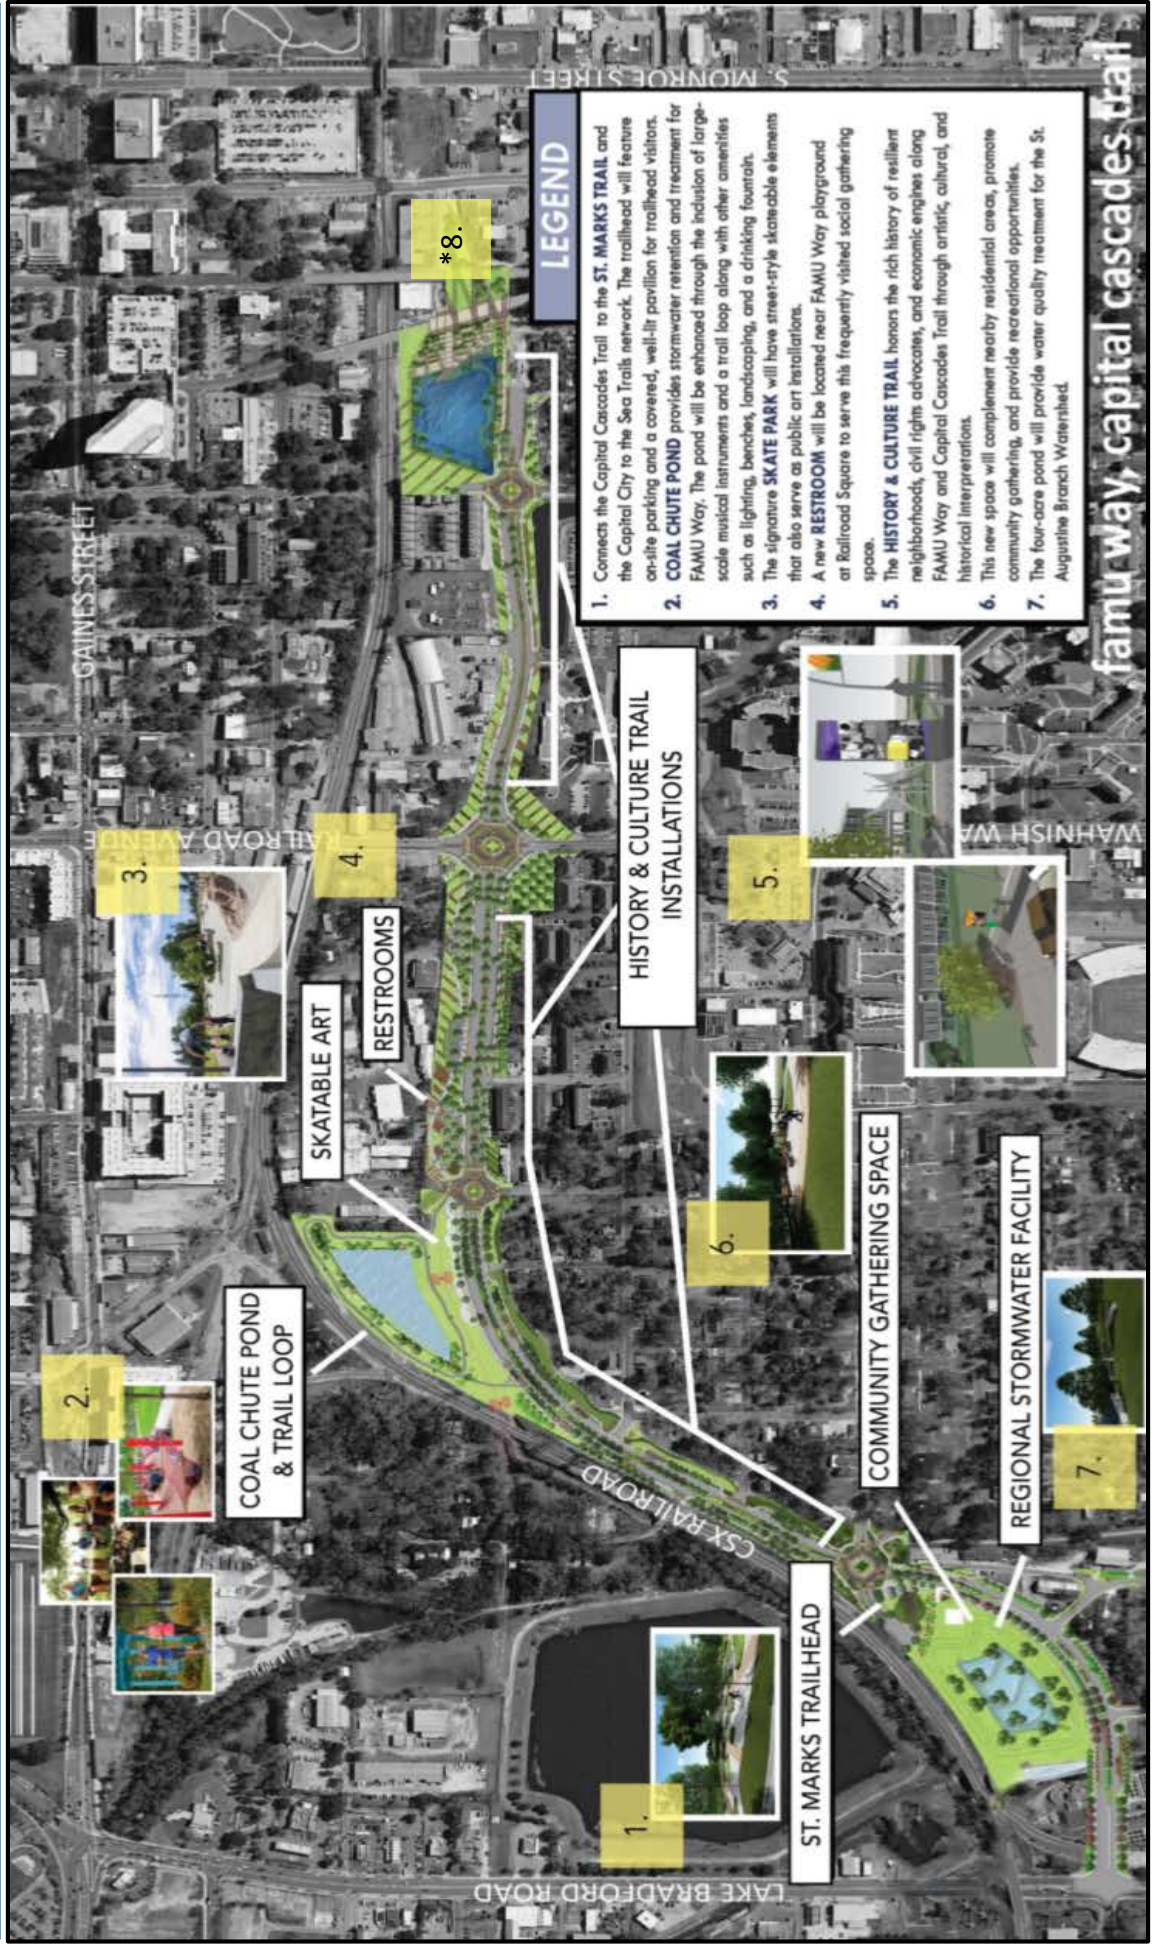 GAINES STREET
S. MONROE STREET
RAILROAD AVENUE
WAHNISH WA
CSX RAILROAD
LAKE BRADFORD ROAD
1.
2.
3.
4.
5.
6.
7.
*8.
COAL CHUTE POND
& TRAIL LOOP
SKATABLE ART
RESTROOMS
HISTORY & CULTURE TRAIL
INSTALLATIONS
ST. MARKS TRAILHEAD
COMMUNITY GATHERING SPACE
REGIONAL STORMWATER FACILITY
LEGEND
1. Connects the Capital Cascades Trail to the ST. MARKS TRAIL and
the Capital City to the Sea Trails network. The trailhead will feature
on-site parking and a covered, well-lit pavilion for trailhead visitors.
2. COAL CHUTE POND provides stormwater retention and treatment for
FAMU Way. The pond will be enhanced through the inclusion of large-
scale musical instruments and a trail loop along with other amenities
such as lighting, benches, landscaping, and a drinking fountain.
3. The signature SKATE PARK will have street-style skateable elements
that also serve as public art installations.
4. A new RESTROOM will be located near FAMU Way playground
at Railroad Square to serve this frequently visited social gathering
space.
5. The HISTORY & CULTURE TRAIL honors the rich history of resilient
neighborhoods, civil rights advocates, and economic engines along
FAMU Way and Capital Cascades Trail through artistic, cultural, and
historical interpretations.
6. This new space will complement nearby residential areas, promote
community gathering, and provide recreational opportunities.
7. The four-acre pond will provide water quality treatment for the St.
Augustine Branch Watershed.
famu way, capital cascades trail